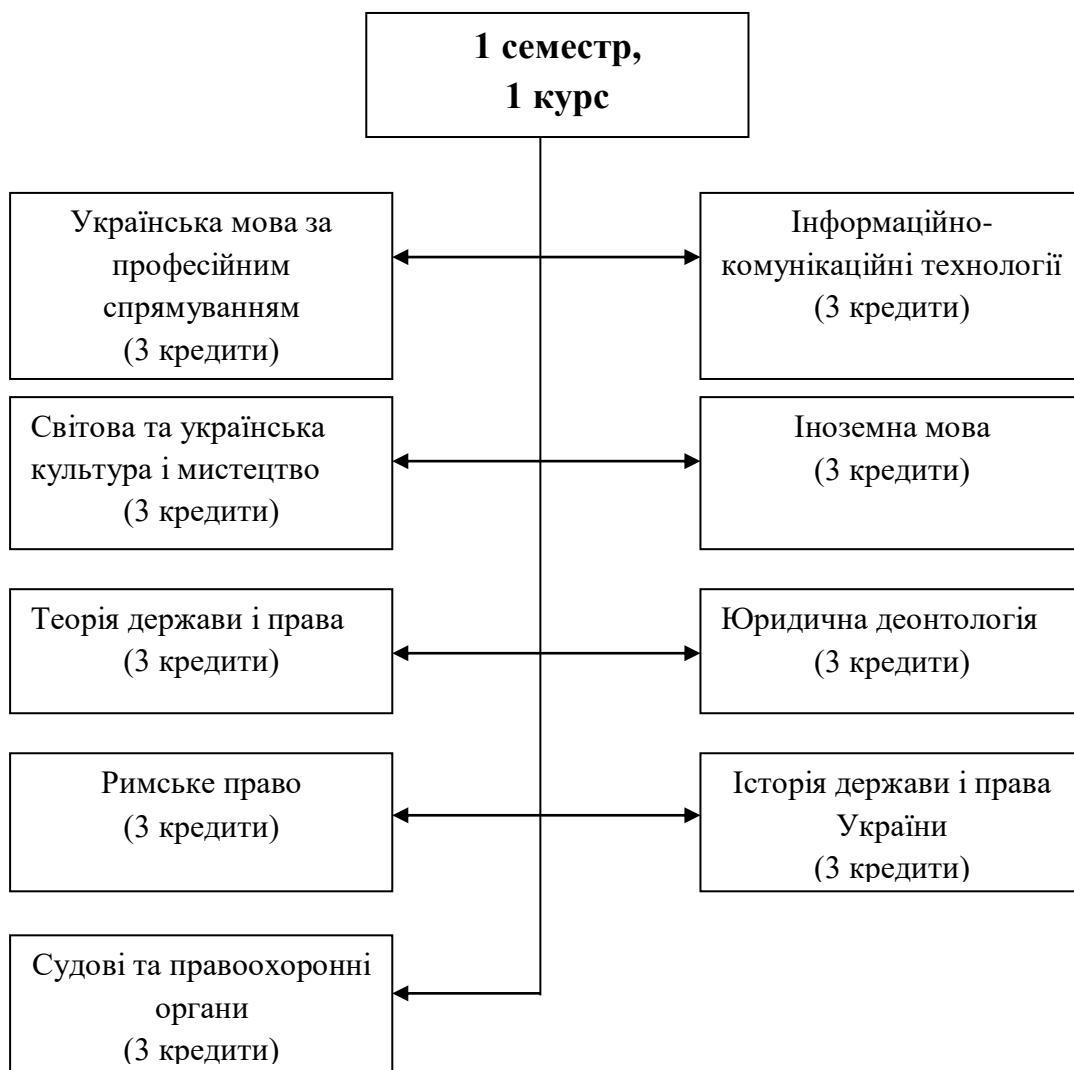 1 семестр,
1 курс
Українська мова за
професійним
спрямуванням
(3 кредити)
Інформаційно-
комунікаційні технології
(3 кредити)
Світова та українська
культура і мистецтво
(3 кредити)
Іноземна мова
(3 кредити)
Теорія держави і права
(3 кредити)
Юридична деонтологія
(3 кредити)
Римське право
(3 кредити)
Історія держави і права
України
(3 кредити)
Судові та правоохоронні
органи
(3 кредити)